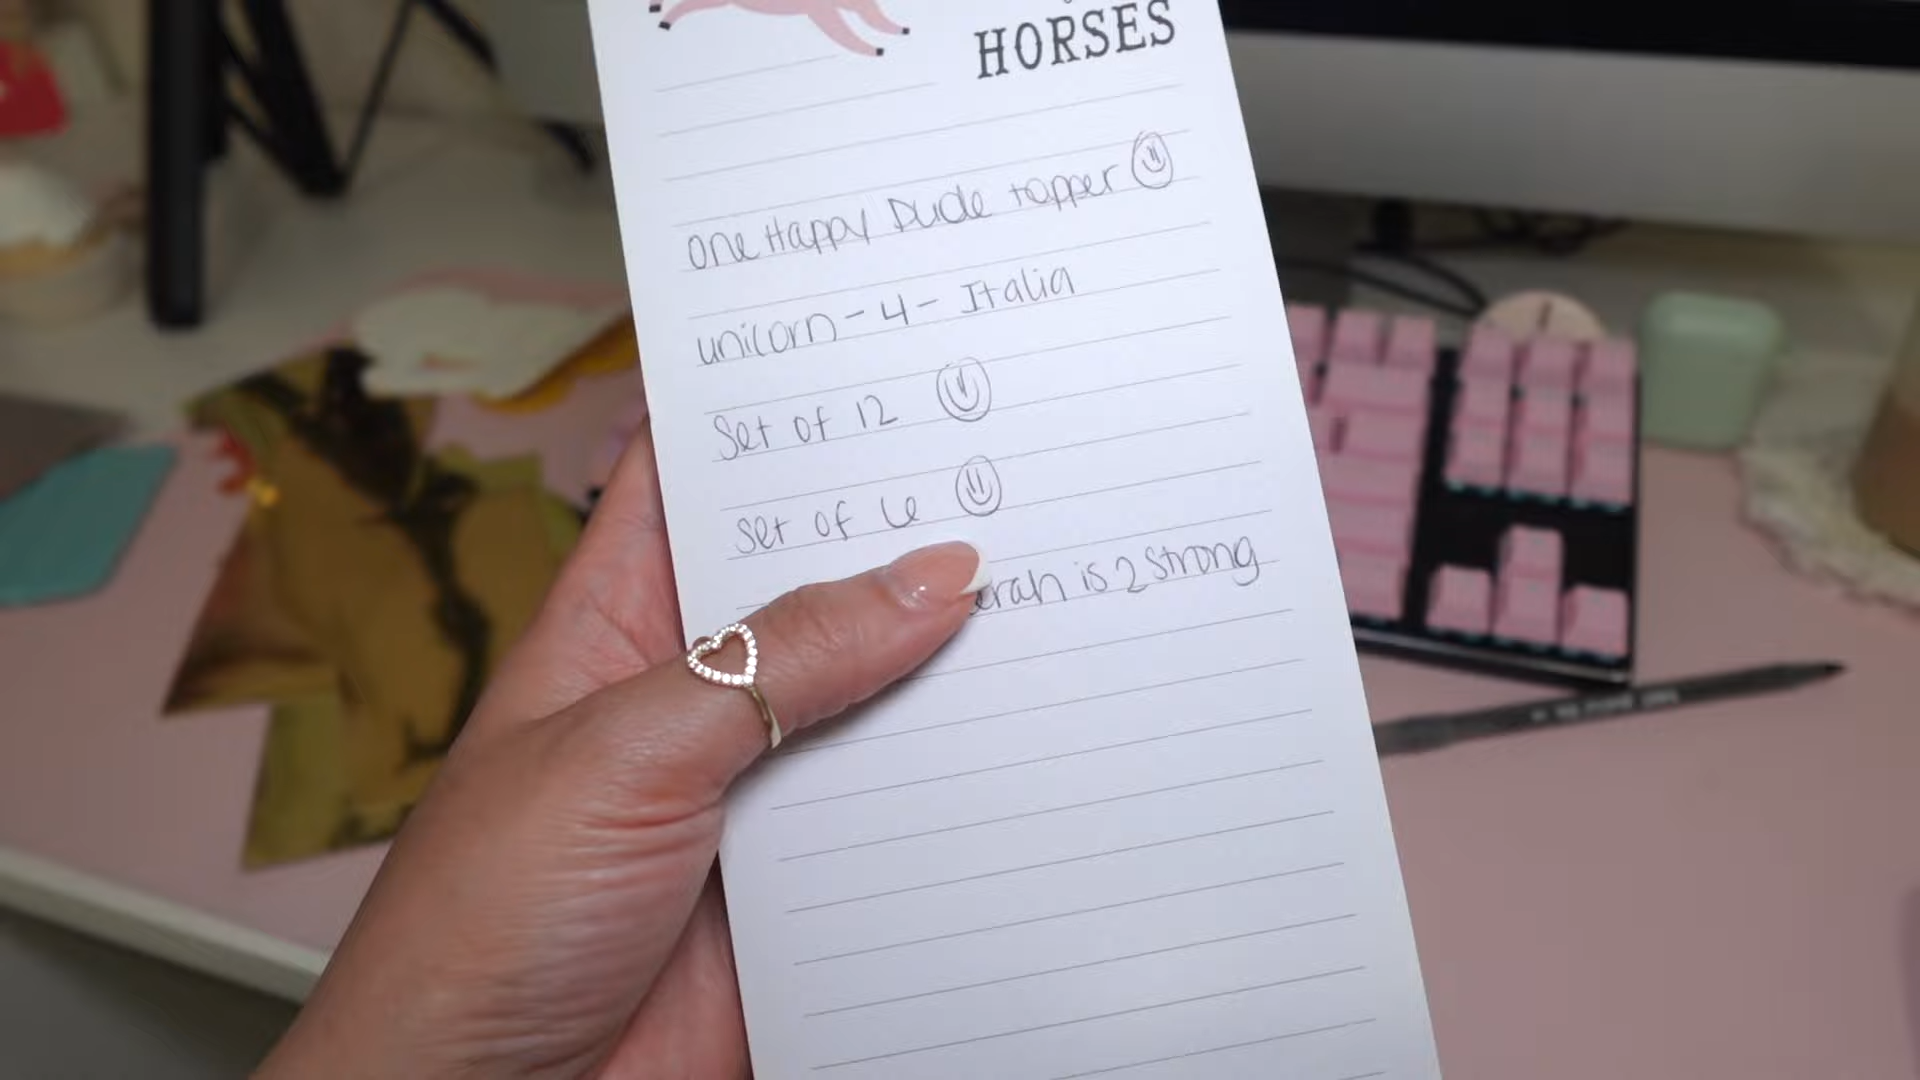 HORSES
one Happy Dude topper
unicorn - 4 - Italia
Set of 12
set of 6
is 2 strong